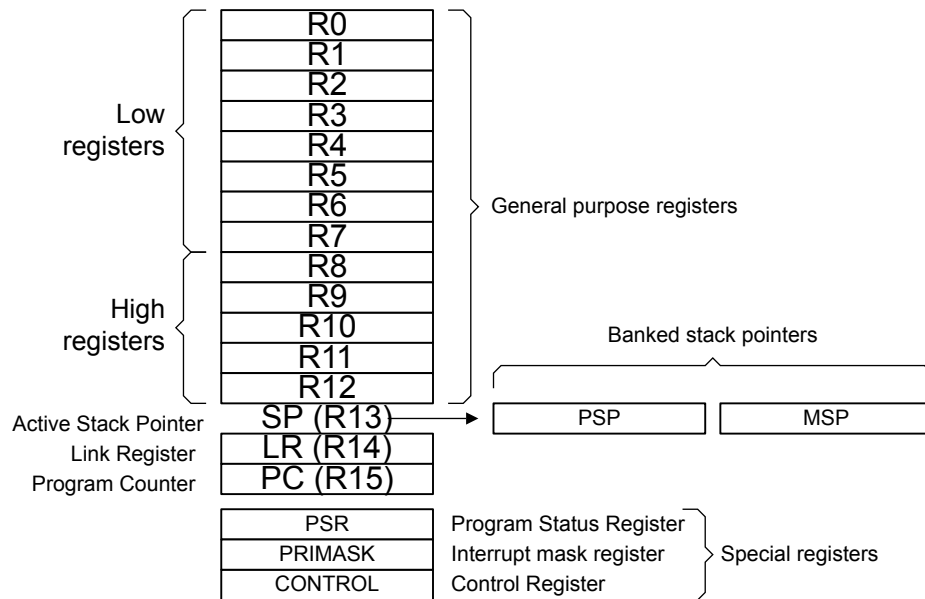 R0
R1
R2
R3
R4
R5
R6
R7
R8
R9
R10
R11
R12
SP (R13)
LR (R14)
PC (R15)
Low
registers
High
registers
General purpose registers
Active Stack Pointer
Link Register
Program Counter
Banked stack pointers
PSP
MSP
PSR
Program Status Register
PRIMASK
Interrupt mask register
CONTROL
Control Register
Special registers